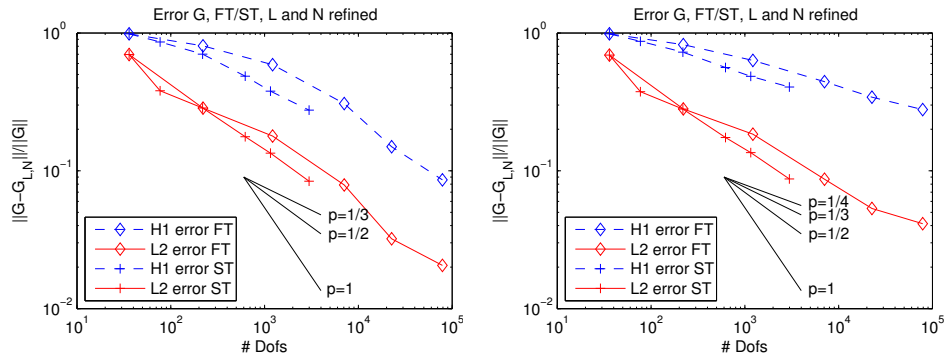 Error G, FT/ST, L and N refined
||G−G_{L,N}||/||G||
10^0
10^{-1}
10^{-2}
p=1/3
p=1/2
p=1
H1 error FT
L2 error FT
H1 error ST
L2 error ST
10^1 10^2 10^3 10^4 10^5
# Dofs
Error G, FT/ST, L and N refined
||G−G_{L,N}||/||G||
10^0
10^{-1}
10^{-2}
p=1/4
p=1/3
p=1/2
p=1
H1 error FT
L2 error FT
H1 error ST
L2 error ST
10^1 10^2 10^3 10^4 10^5
# Dofs